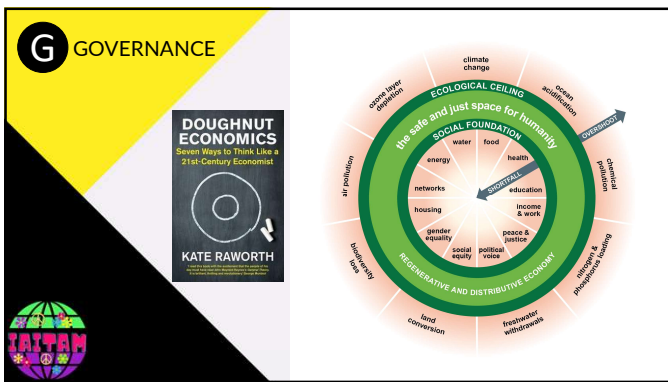 G GOVERNANCE
DOUGHNUT
ECONOMICS
Seven Ways to Think Like a
21st-Century Economist
KATE RAWORTH
IAITAM
climate
change
ocean
acidification
chemical
pollution
nitrogen &
phosphorus loading
freshwater
withdrawals
land
conversion
biodiversity
loss
air pollution
ozone layer
depletion
ECOLOGICAL CEILING
the safe and just space for humanity
SOCIAL FOUNDATION
OVERSHOOT
SHORTFALL
water
food
health
education
income
& work
peace &
justice
political
voice
social
equity
gender
equality
housing
networks
energy
REGENERATIVE AND DISTRIBUTIVE ECONOMY